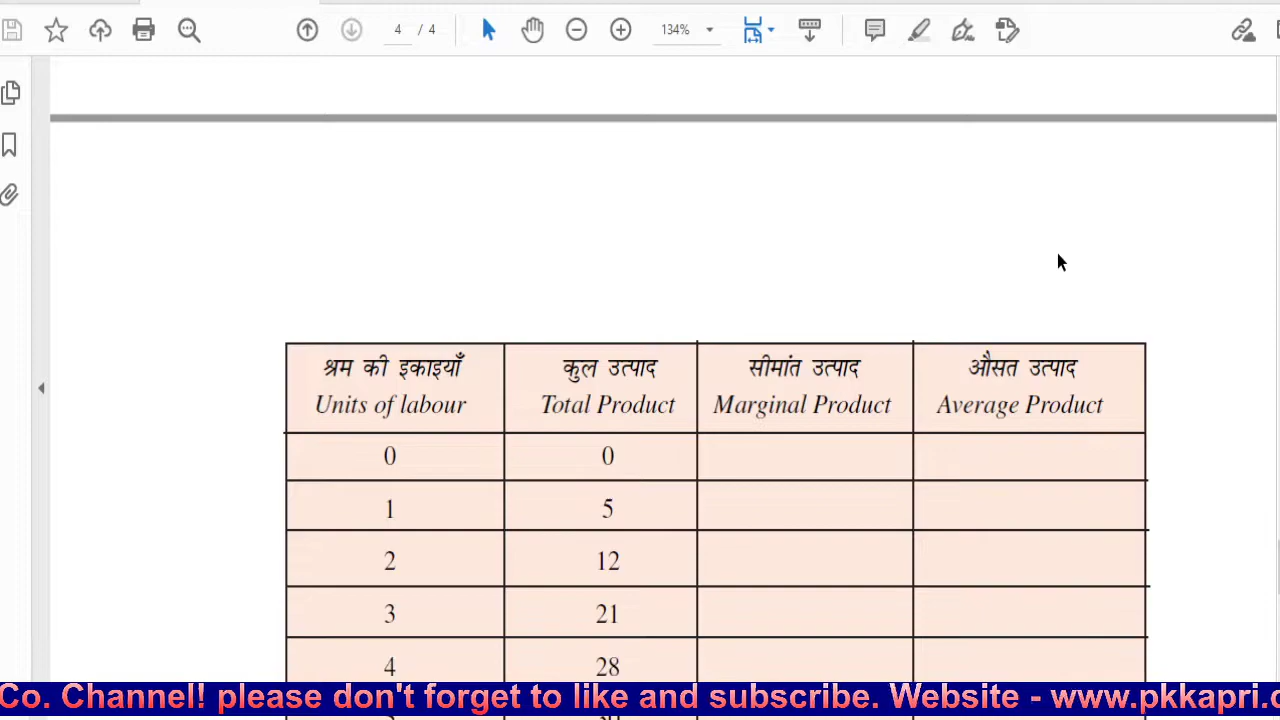 4 / 4
134%
श्रम की इकाइयाँ कुल उत्पाद सीमांत उत्पाद औसत उत्पाद
Units of labour Total Product Marginal Product Average Product
0 0
1 5
2 12
3 21
4 28
Co. Channel! please don't forget to like and subscribe. Website - www.pkkapri.c